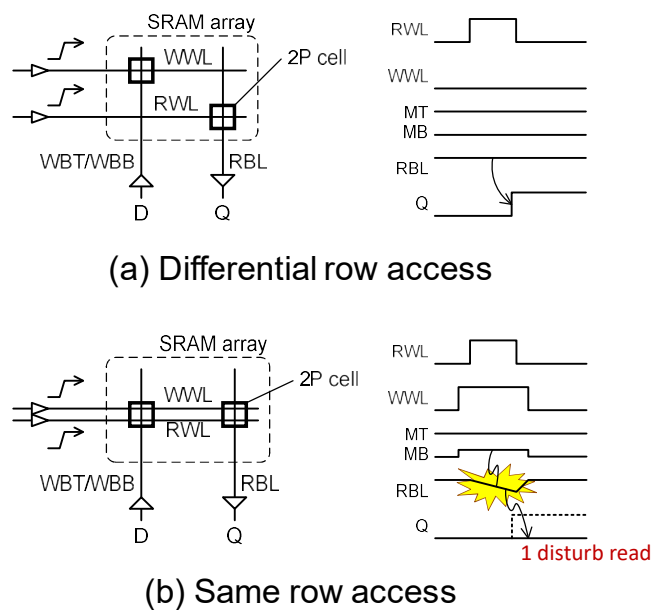 SRAM array
WWL
2P cell
RWL
WBT/WBB
RBL
D
Q
RWL
WWL
MT
MB
RBL
Q
(a) Differential row access
SRAM array
WWL
2P cell
RWL
WBT/WBB
RBL
D
Q
RWL
WWL
MT
MB
RBL
Q
1 disturb read
(b) Same row access